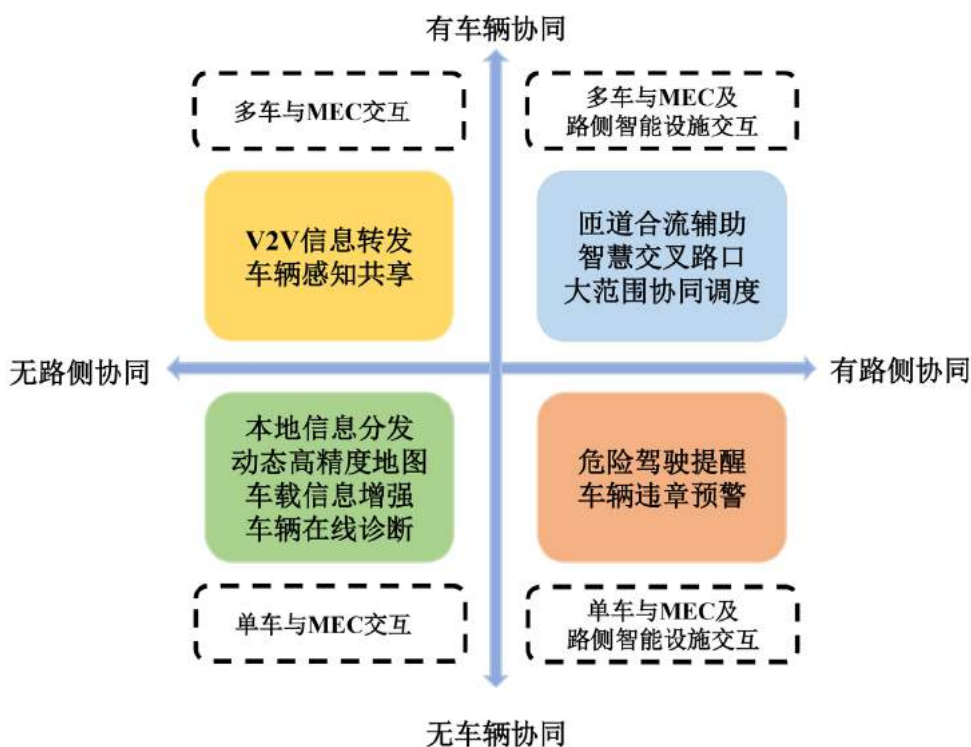 有车辆协同
多车与MEC交互
多车与MEC及
路侧智能设施交互
V2V信息转发
车辆感知共享
匝道合流辅助
智慧交叉路口
大范围协同调度
无路侧协同
有路侧协同
本地信息分发
动态高精度地图
车载信息增强
车辆在线诊断
危险驾驶提醒
车辆违章预警
单车与MEC交互
单车与MEC及
路侧智能设施交互
无车辆协同